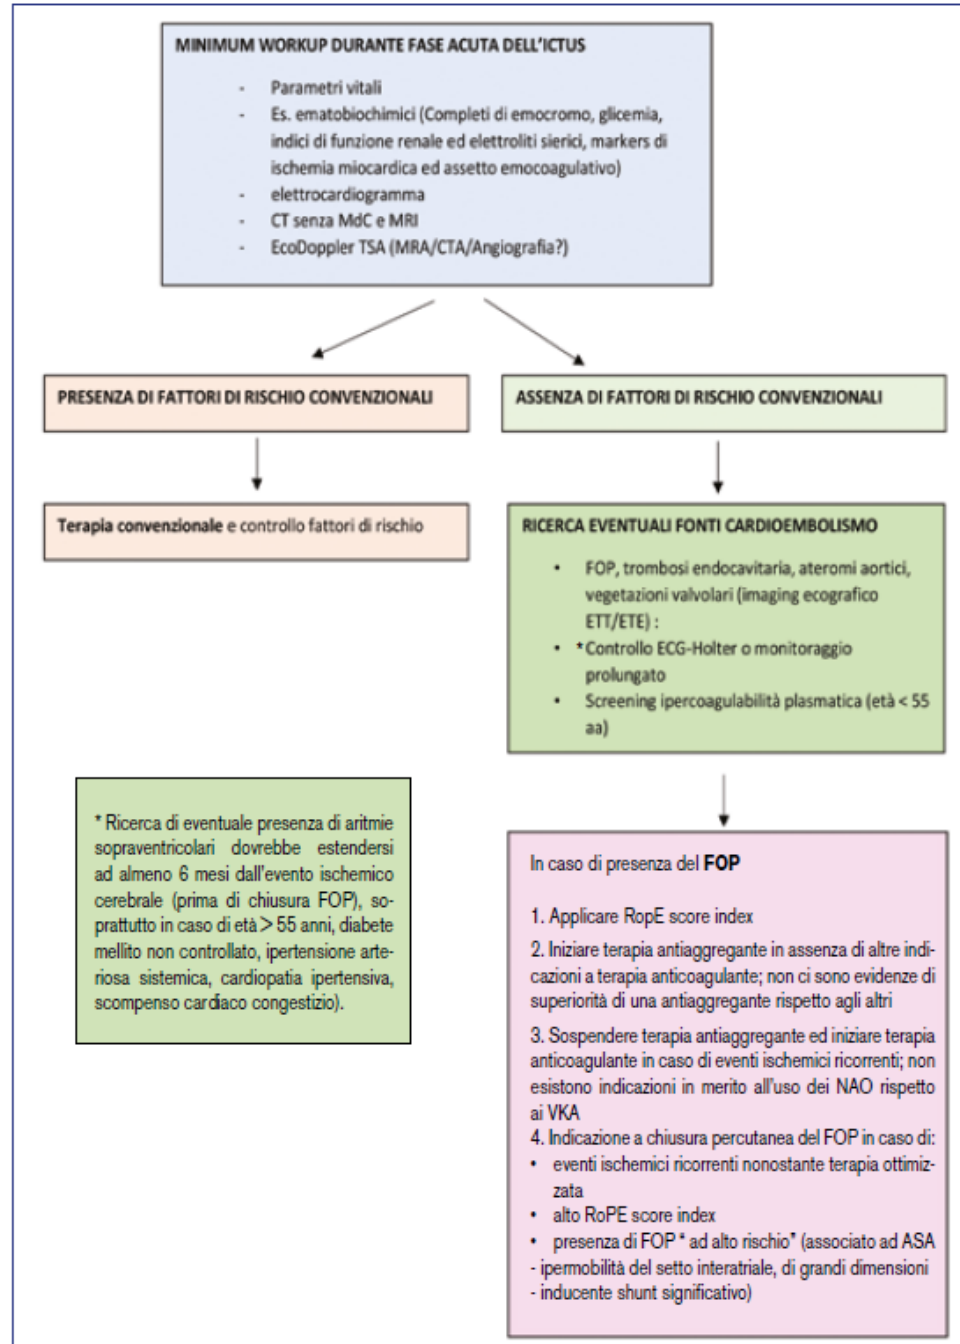 MINIMUM WORKUP DURANTE FASE ACUTA DELL'ICTUS
- Parametri vitali
- Es. ematobiochimici (Completi di emocromo, glicemia,
indici di funzione renale ed elettroliti sierici, markers di
ischemia miocardica ed assetto emocoagulativo)
- elettrocardiogramma
- CT senza MdC e MRI
- EcoDoppler TSA (MRA/CTA/Angiografia?)
PRESENZA DI FATTORI DI RISCHIO CONVENZIONALI
ASSENZA DI FATTORI DI RISCHIO CONVENZIONALI
Terapia convenzionale e controllo fattori di rischio
RICERCA EVENTUALI FONTI CARDIOEMBOLISMO
• FOP, trombosi endocavitaria, ateromi aortici,
vegetazioni valvolari (imaging ecografico
ETT/ETE) :
• *Controllo ECG-Holter o monitoraggio
prolungato
• Screening ipercoagulabilità plasmatica (età < 55
aa)
* Ricerca di eventuale presenza di aritmie
sopraventricolari dovrebbe estendersi
ad almeno 6 mesi dall'evento ischemico
cerebrale (prima di chiusura FOP), so-
prattutto in caso di età > 55 anni, diabete
mellito non controllato, ipertensione arte-
riosa sistemica, cardiopatia ipertensiva,
scompenso cardiaco congestizio).
In caso di presenza del FOP
1. Applicare RopE score index
2. Iniziare terapia antiaggregante in assenza di altre indi-
cazioni a terapia anticoagulante; non ci sono evidenze di
superiorità di una antiaggregante rispetto agli altri
3. Sospendere terapia antiaggregante ed iniziare terapia
anticoagulante in caso di eventi ischemici ricorrenti; non
esistono indicazioni in merito all'uso dei NAO rispetto
ai VKA
4. Indicazione a chiusura percutanea del FOP in caso di:
• eventi ischemici ricorrenti nonostante terapia ottimiz-
zata
• alto RoPE score index
• presenza di FOP " ad alto rischio" (associato ad ASA
- ipermobilità del setto interatriale, di grandi dimensioni
- inducente shunt significativo)